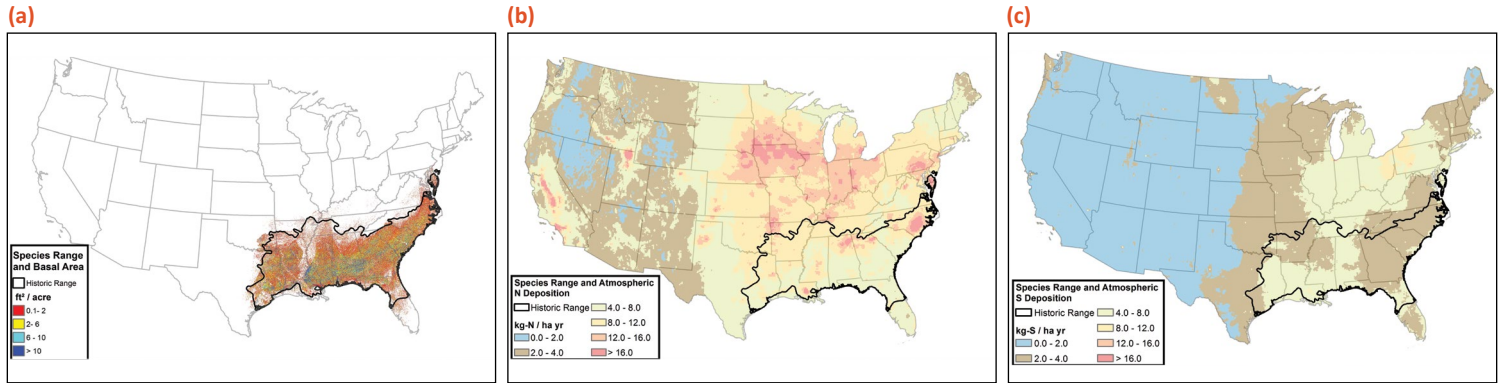 (a)
Species Range
and Basal Area
Historic Range
ft² / acre
0.1- 2
2- 6
6 - 10
> 10
(b)
Species Range and Atmospheric
N Deposition
Historic Range
kg-N / ha yr
0.0 - 2.0
2.0 - 4.0
4.0 - 8.0
8.0 - 12.0
12.0 - 16.0
> 16.0
(c)
Species Range and Atmospheric
S Deposition
Historic Range
kg-S / ha yr
0.0 - 2.0
2.0 - 4.0
4.0 - 8.0
8.0 - 12.0
12.0 - 16.0
> 16.0